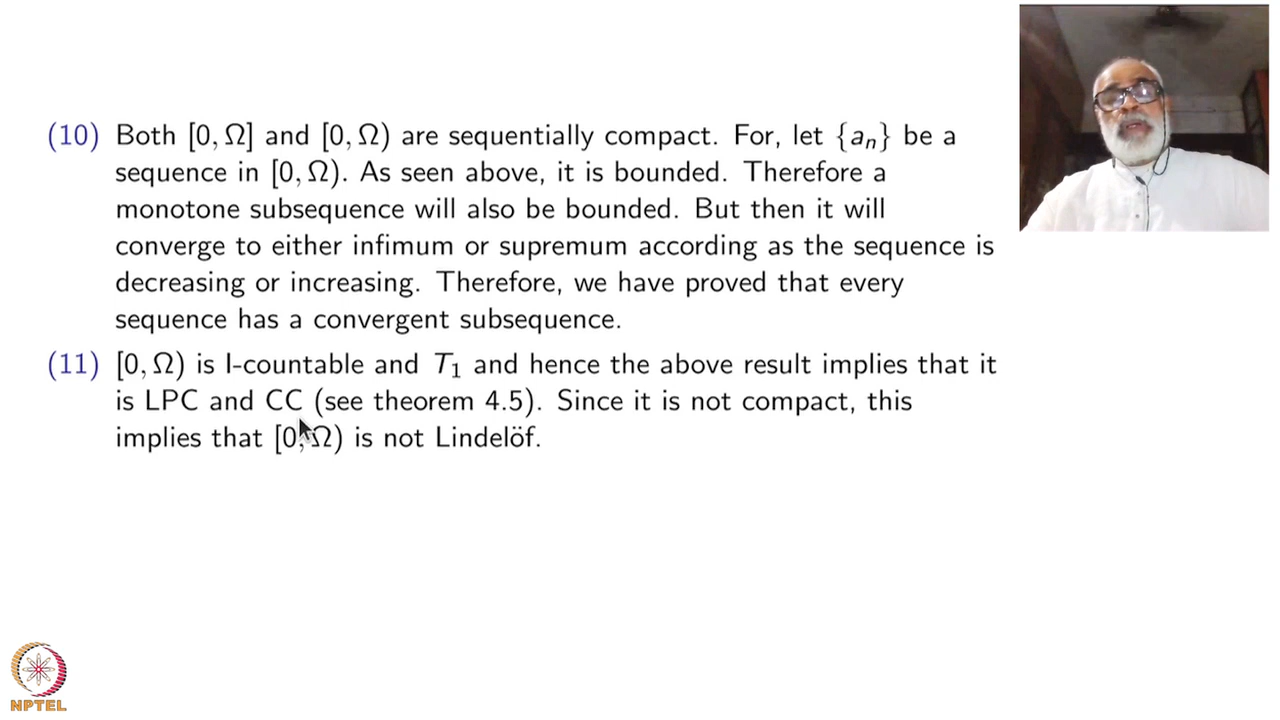 (10) Both [0, Ω] and [0, Ω) are sequentially compact. For, let {aₙ} be a
sequence in [0, Ω). As seen above, it is bounded. Therefore a
monotone subsequence will also be bounded. But then it will
converge to either infimum or supremum according as the sequence is
decreasing or increasing. Therefore, we have proved that every
sequence has a convergent subsequence.
(11) [0, Ω) is I-countable and T₁ and hence the above result implies that it
is LPC and CC (see theorem 4.5). Since it is not compact, this
implies that [0, Ω) is not Lindelöf.
NPTEL